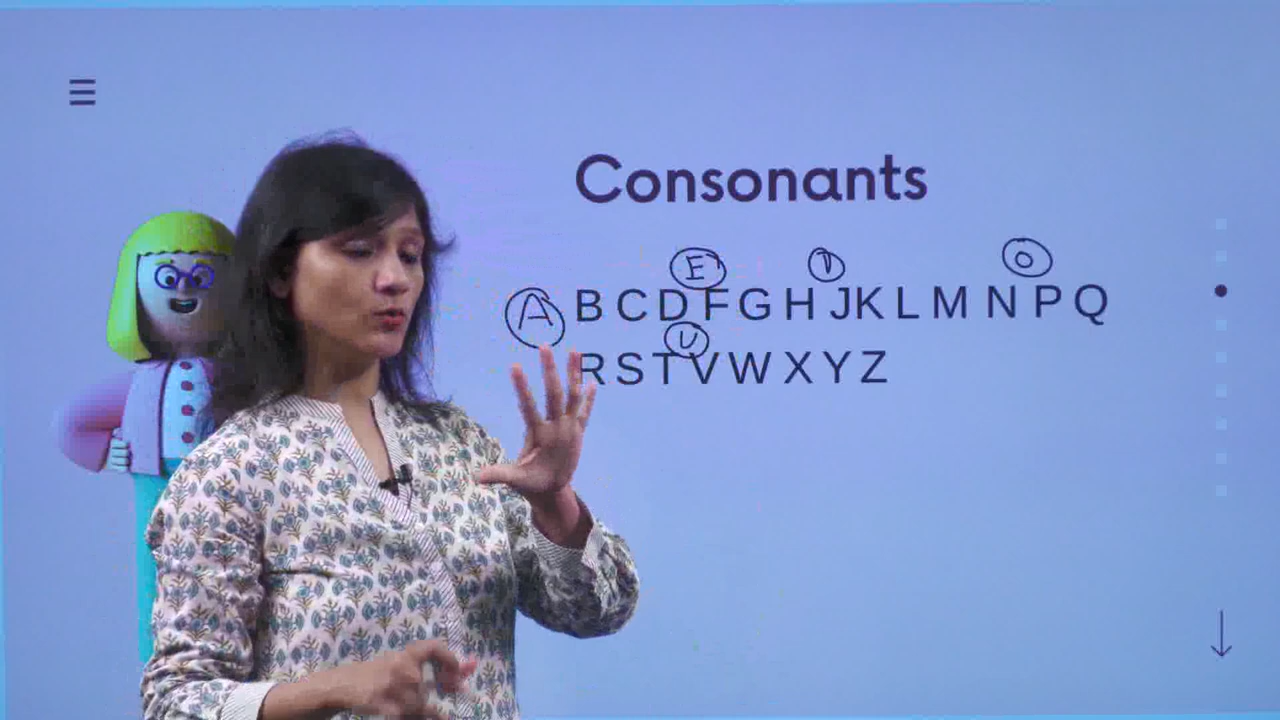 Consonants
E I O
A B C D F G H J K L M N P Q
U
R S T V W X Y Z